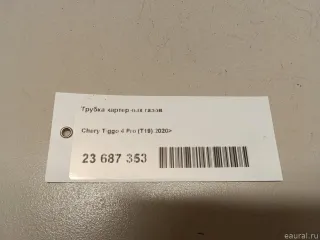 Трубка картерных газов
Chery Tiggo 4 Pro (T19) 2020>
23 687 353
eaural.ru